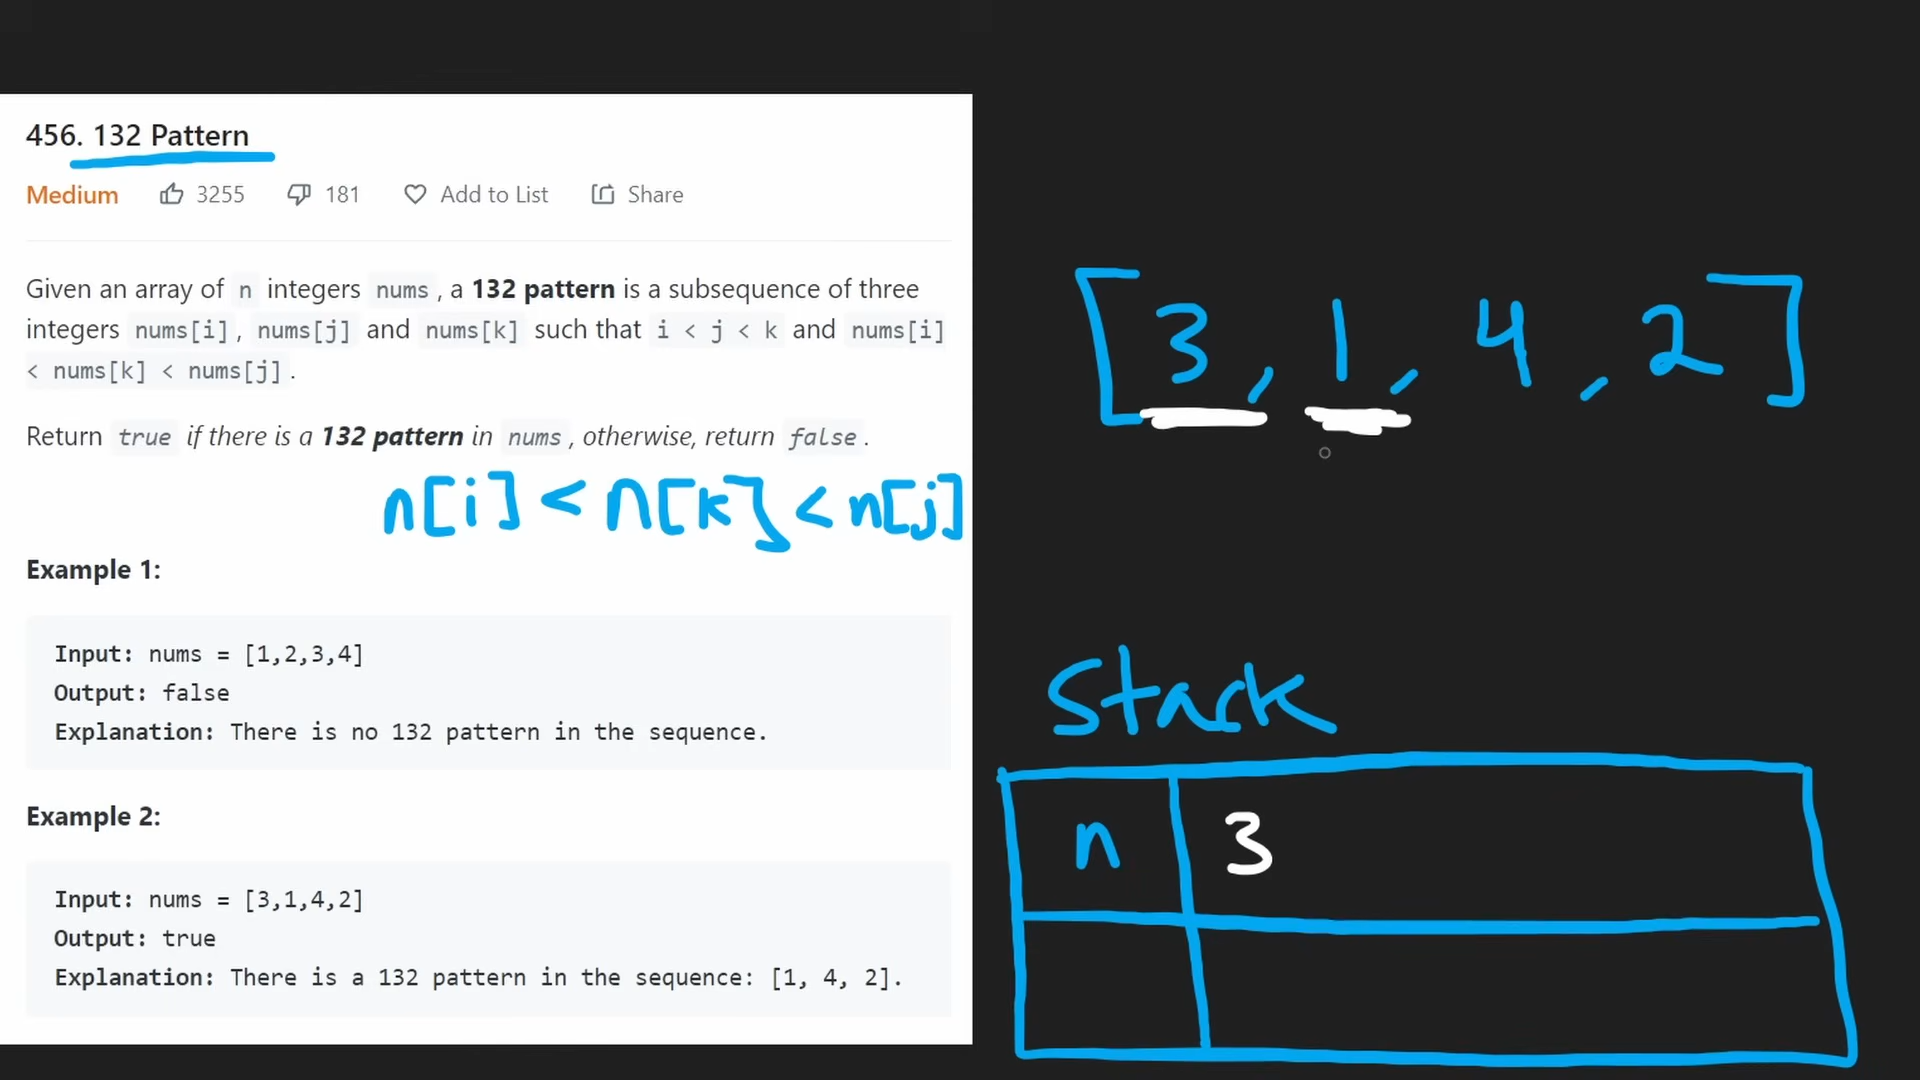 456. 132 Pattern
Medium 3255 181 Add to List Share
Given an array of n integers nums, a 132 pattern is a subsequence of three
integers nums[i], nums[j] and nums[k] such that i < j < k and nums[i]
< nums[k] < nums[j].
Return true if there is a 132 pattern in nums, otherwise, return false.
n[i] < n[k] < n[j]
Example 1:
Input: nums = [1,2,3,4]
Output: false
Explanation: There is no 132 pattern in the sequence.
Example 2:
Input: nums = [3,1,4,2]
Output: true
Explanation: There is a 132 pattern in the sequence: [1, 4, 2].
[3, 1, 4, 2]
Stack
n 3